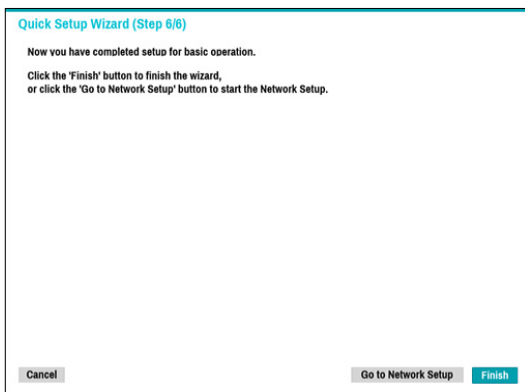 Quick Setup Wizard (Step 6/6)
Now you have completed setup for basic operation.
Click the 'Finish' button to finish the wizard,
or click the 'Go to Network Setup' button to start the Network Setup.
Cancel
Go to Network Setup
Finish